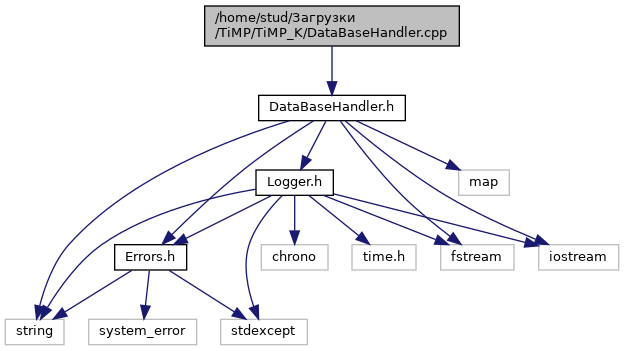 /home/stud/Загрузки
/TiMP/TiMP_K/DataBaseHandler.cpp
DataBaseHandler.h
Logger.h
map
Errors.h
chrono
time.h
fstream
iostream
string
system_error
stdexcept